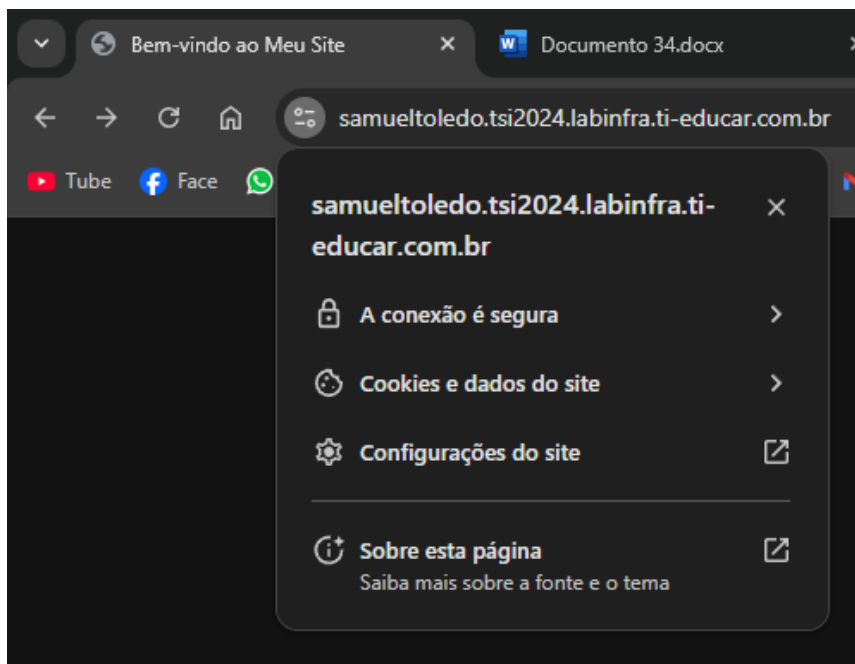 Bem-vindo ao Meu Site
Documento 34.docx
samueltoledo.tsi2024.labinfra.ti-educar.com.br
Tube
Face
samueltoledo.tsi2024.labinfra.ti-
educar.com.br
A conexão é segura
Cookies e dados do site
Configurações do site
Sobre esta página
Saiba mais sobre a fonte e o tema